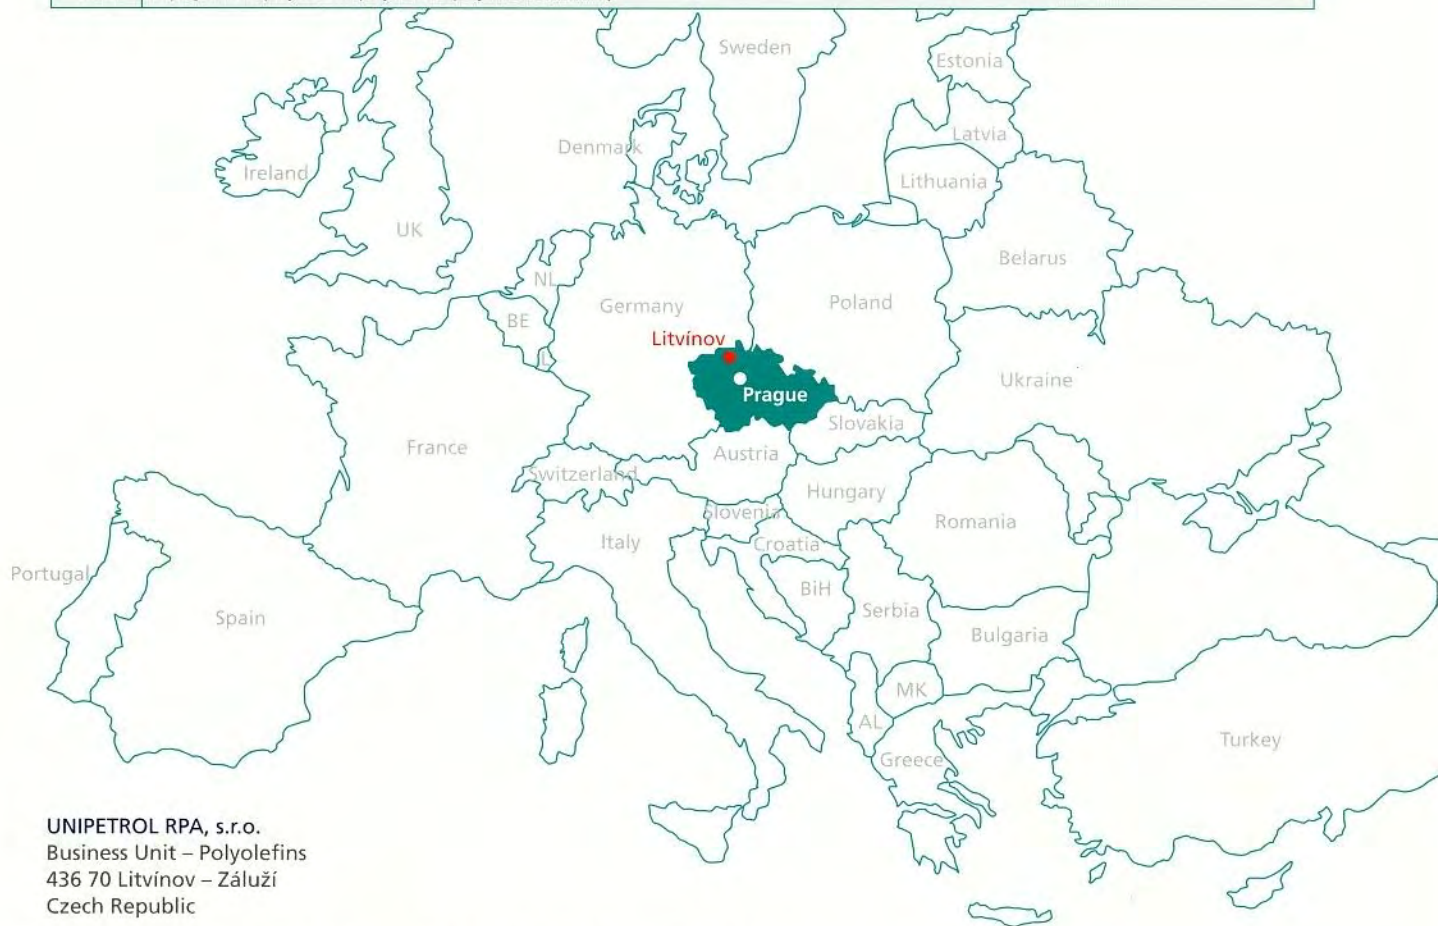 Sweden
Estonia
Latvia
Denmark
Lithuania
Ireland
UK
Belarus
NL
Germany
Poland
BE
Litvínov
L
Ukraine
Prague
Slovakia
France
Austria
Switzerland
Hungary
Slovenia
Romania
Italy
Croatia
Portugal
BiH
Serbia
Spain
Bulgaria
MK
AL
Turkey
Greece
UNIPETROL RPA, s.r.o.
Business Unit – Polyolefins
436 70 Litvínov – Záluží
Czech Republic